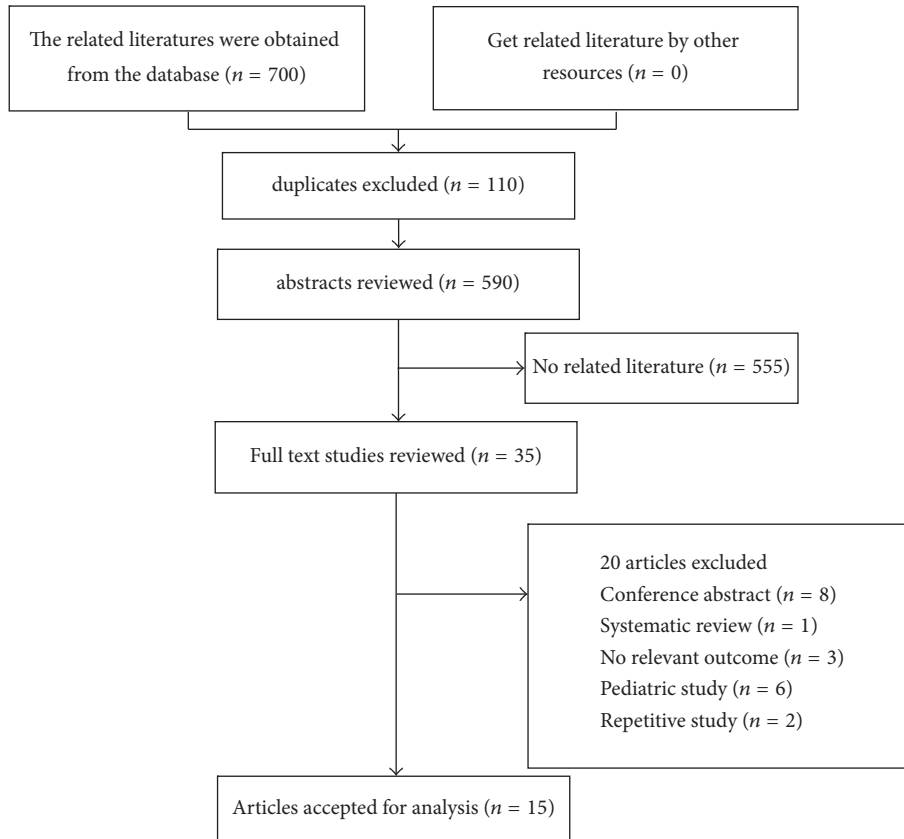 The related literatures were obtained
from the database (n = 700)
Get related literature by other
resources (n = 0)
duplicates excluded (n = 110)
abstracts reviewed (n = 590)
No related literature (n = 555)
Full text studies reviewed (n = 35)
20 articles excluded
Conference abstract (n = 8)
Systematic review (n = 1)
No relevant outcome (n = 3)
Pediatric study (n = 6)
Repetitive study (n = 2)
Articles accepted for analysis (n = 15)